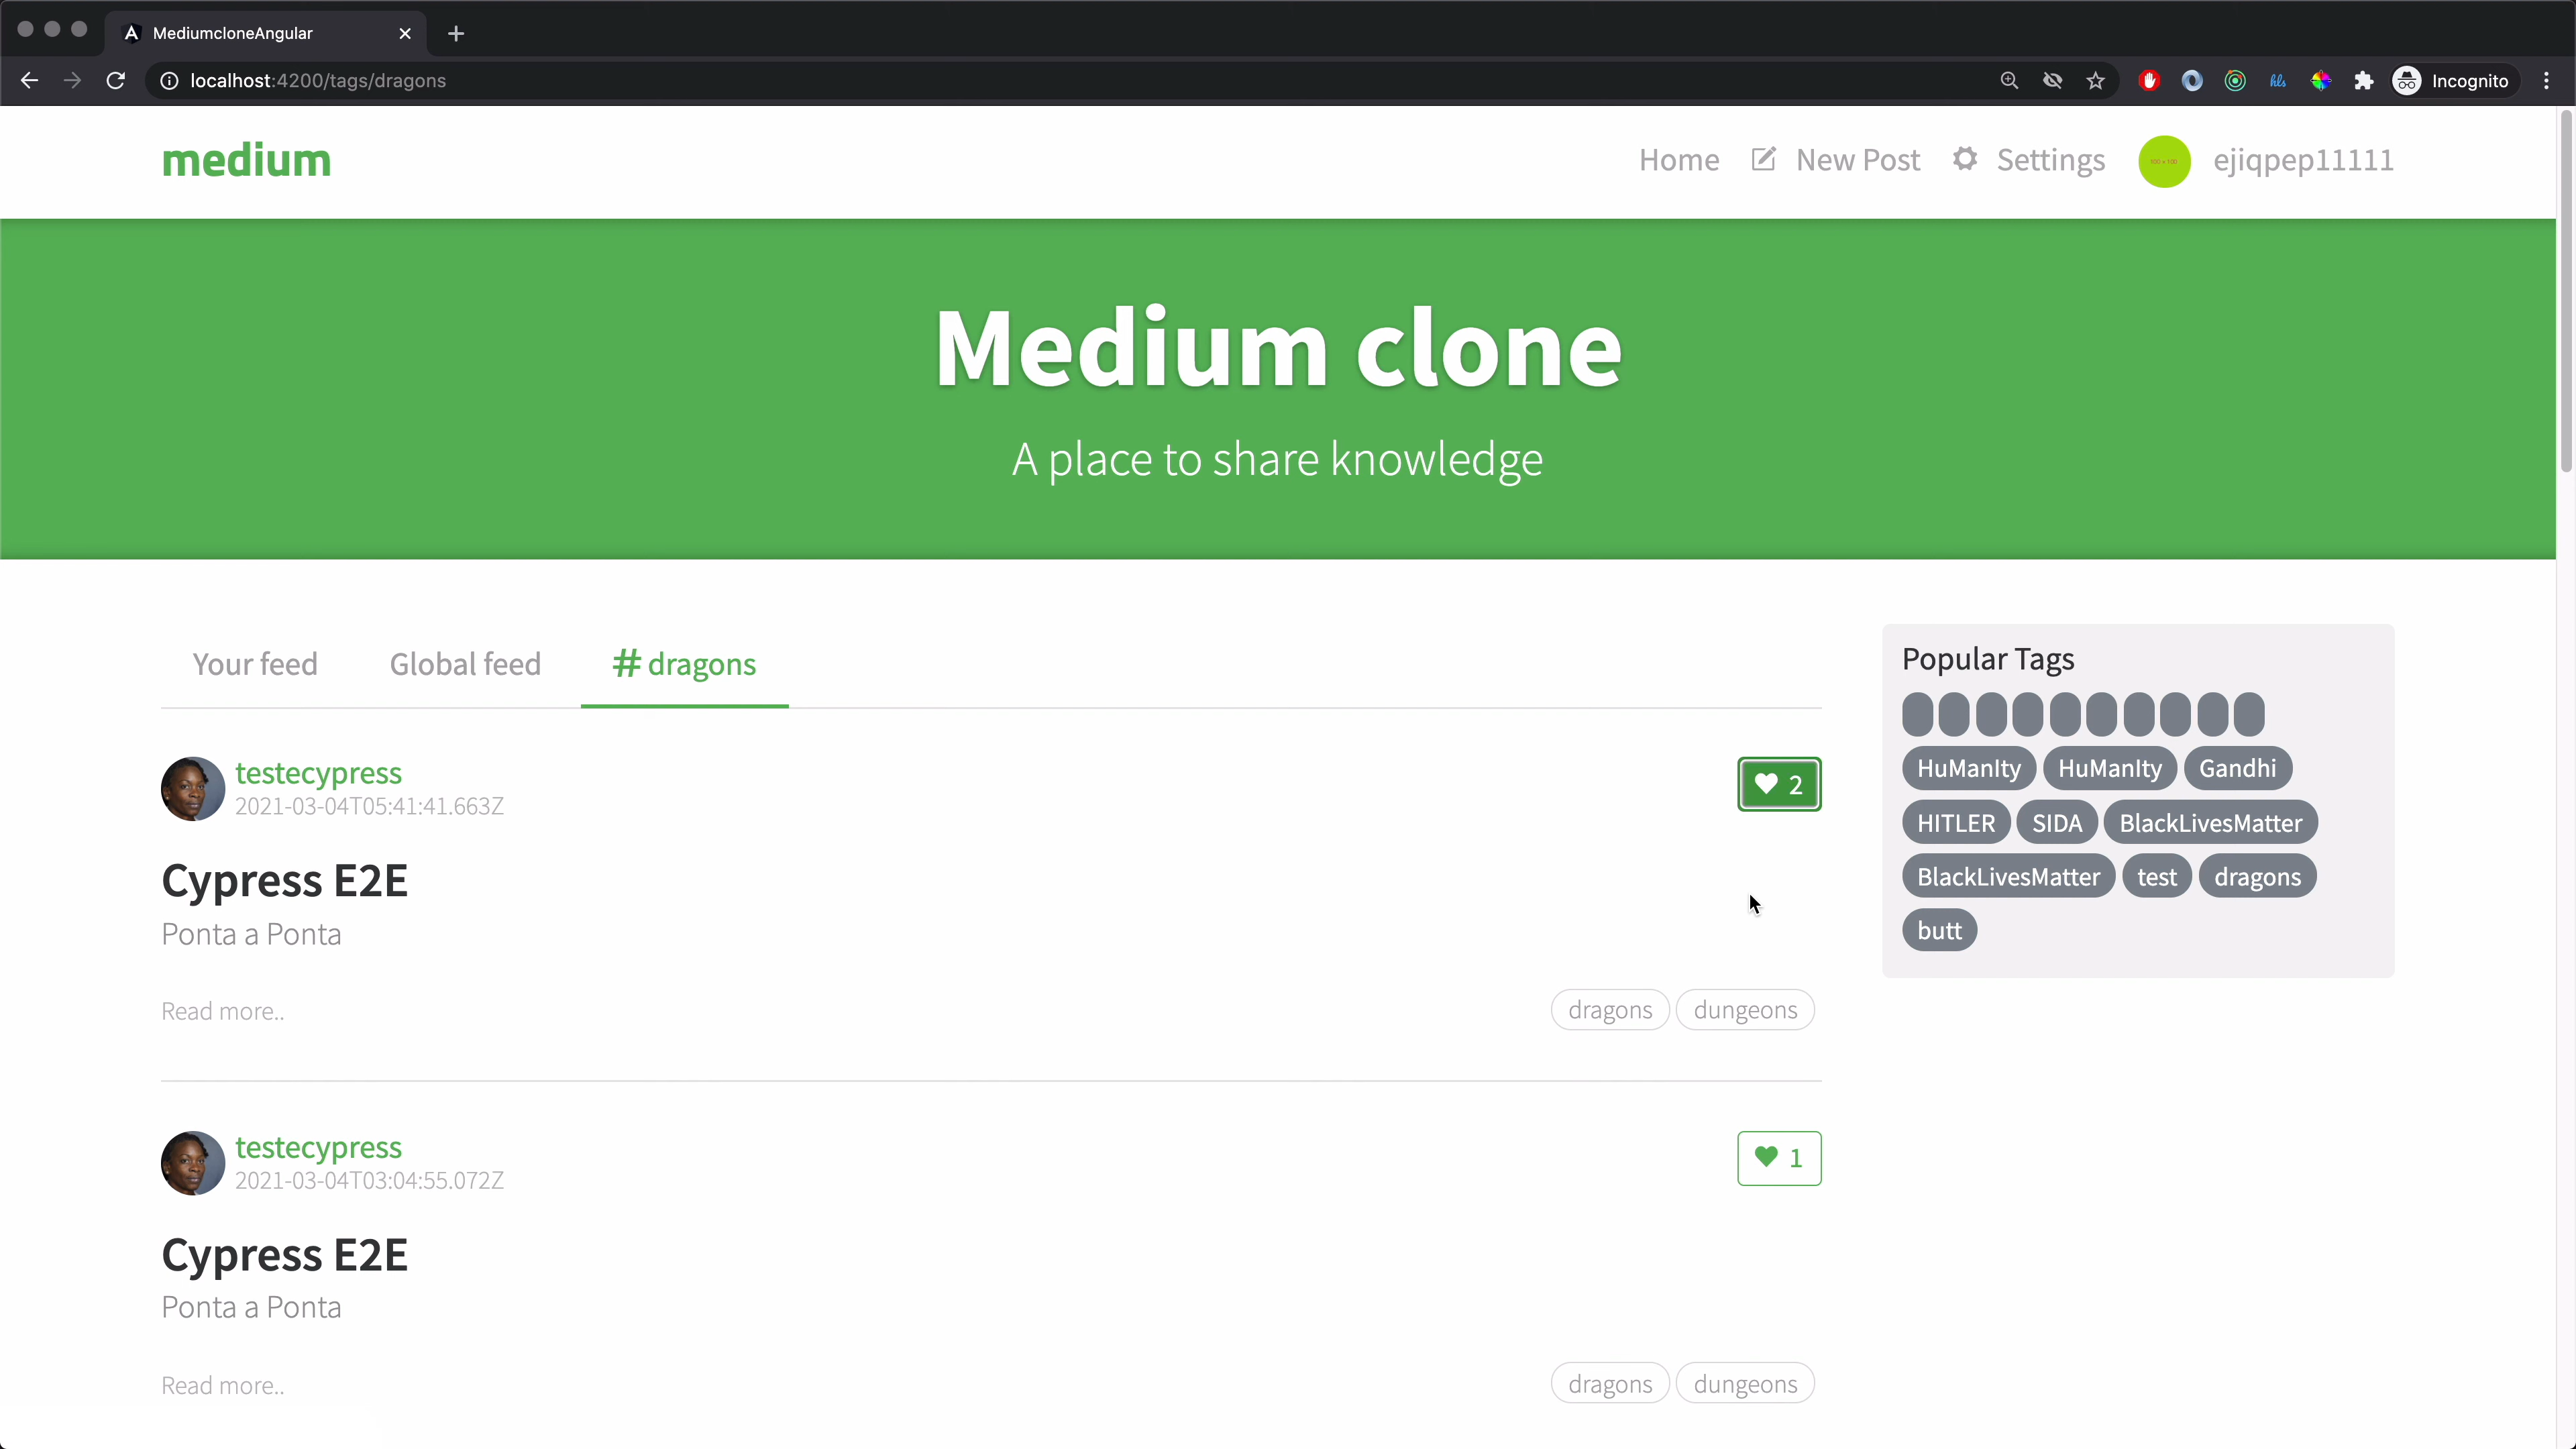 MediumcloneAngular
localhost:4200/tags/dragons
hls
Incognito
medium
Home New Post Settings ejiqpep11111
Medium clone
A place to share knowledge
Your feed Global feed # dragons
testecypress
2021-03-04T05:41:41.663Z
2
Cypress E2E
Ponta a Ponta
Read more..
dragons dungeons
testecypress
2021-03-04T03:04:55.072Z
1
Cypress E2E
Ponta a Ponta
Read more..
dragons dungeons
Popular Tags
HuManIty HuManIty Gandhi
HITLER SIDA BlackLivesMatter
BlackLivesMatter test dragons
butt